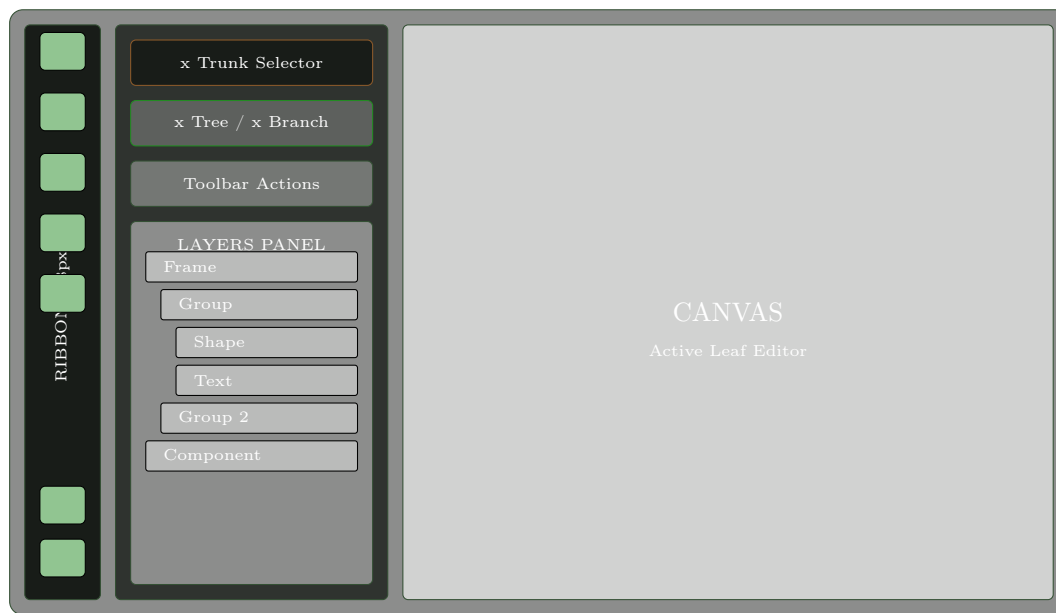 RIBBON
px
x Trunk Selector
x Tree / x Branch
Toolbar Actions
LAYERS PANEL
Frame
Group
Shape
Text
Group 2
Component
CANVAS
Active Leaf Editor